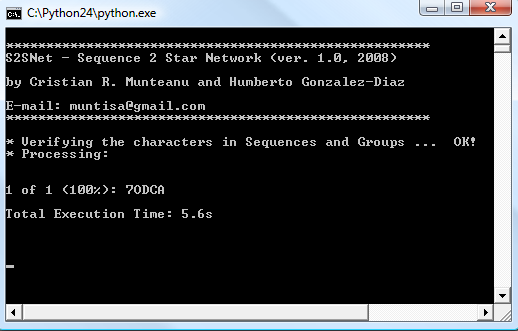 C:\Python24\python.exe
**************************************************
S2SNet - Sequence 2 Star Network (ver. 1.0, 2008)
by Cristian R. Munteanu and Humberto Gonzalez-Diaz
E-mail: muntisa@gmail.com
**************************************************
* Verifying the characters in Sequences and Groups ...  OK!
* Processing:
1 of 1 (100%): 7ODCA
Total Execution Time: 5.6s